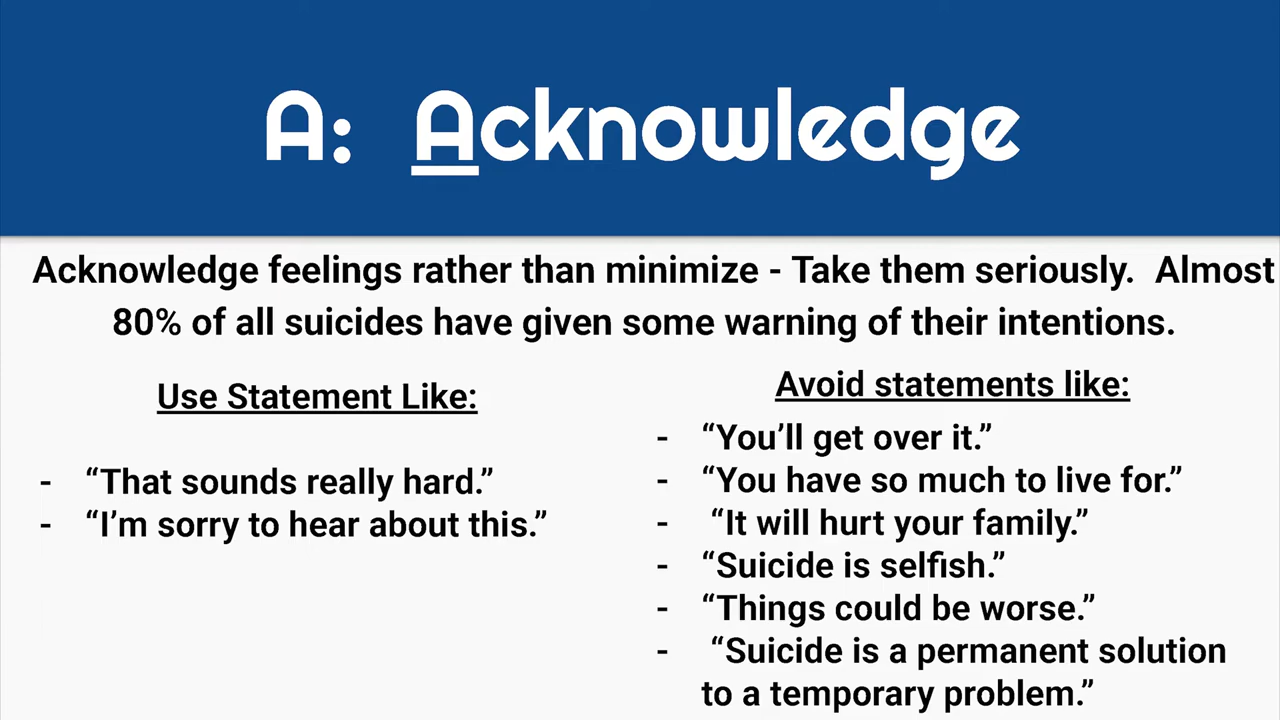 A: Acknowledge
Acknowledge feelings rather than minimize - Take them seriously. Almost
80% of all suicides have given some warning of their intentions.
Use Statement Like:
- “That sounds really hard.”
- “I’m sorry to hear about this.”
Avoid statements like:
- “You’ll get over it.”
- “You have so much to live for.”
- “It will hurt your family.”
- “Suicide is selfish.”
- “Things could be worse.”
- “Suicide is a permanent solution
to a temporary problem.”